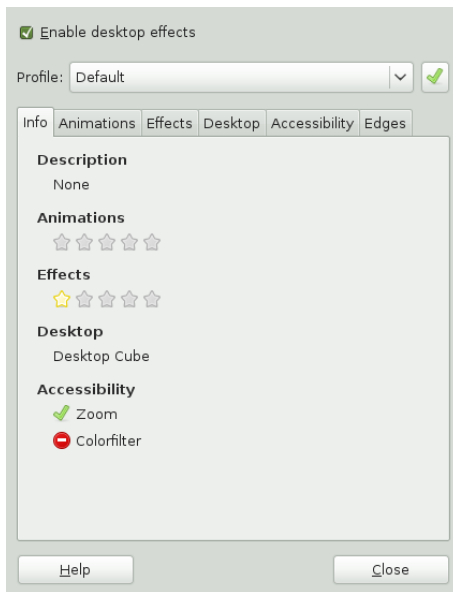 Enable desktop effects
Profile: Default
Info Animations Effects Desktop Accessibility Edges
Description
None
Animations
Effects
Desktop
Desktop Cube
Accessibility
Zoom
Colorfilter
Help Close